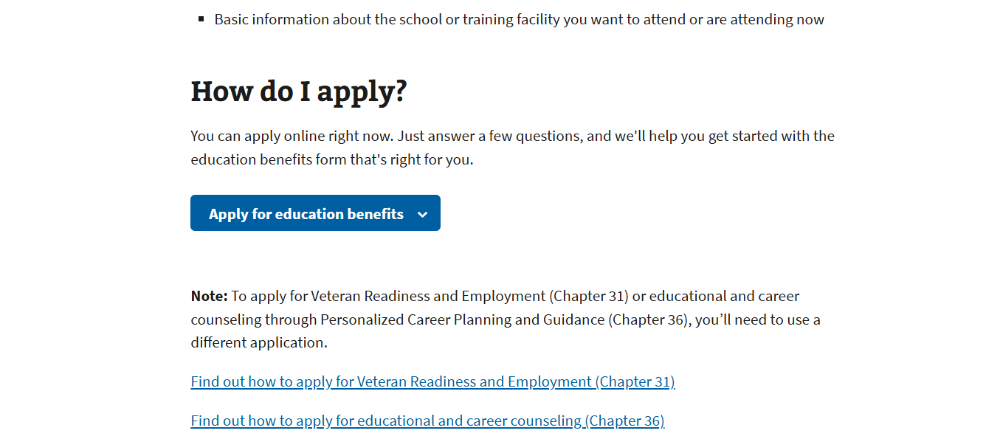 Basic information about the school or training facility you want to attend or are attending now
How do I apply?
You can apply online right now. Just answer a few questions, and we'll help you get started with the
education benefits form that's right for you.
Apply for education benefits
Note: To apply for Veteran Readiness and Employment (Chapter 31) or educational and career
counseling through Personalized Career Planning and Guidance (Chapter 36), you’ll need to use a
different application.
Find out how to apply for Veteran Readiness and Employment (Chapter 31)
Find out how to apply for educational and career counseling (Chapter 36)